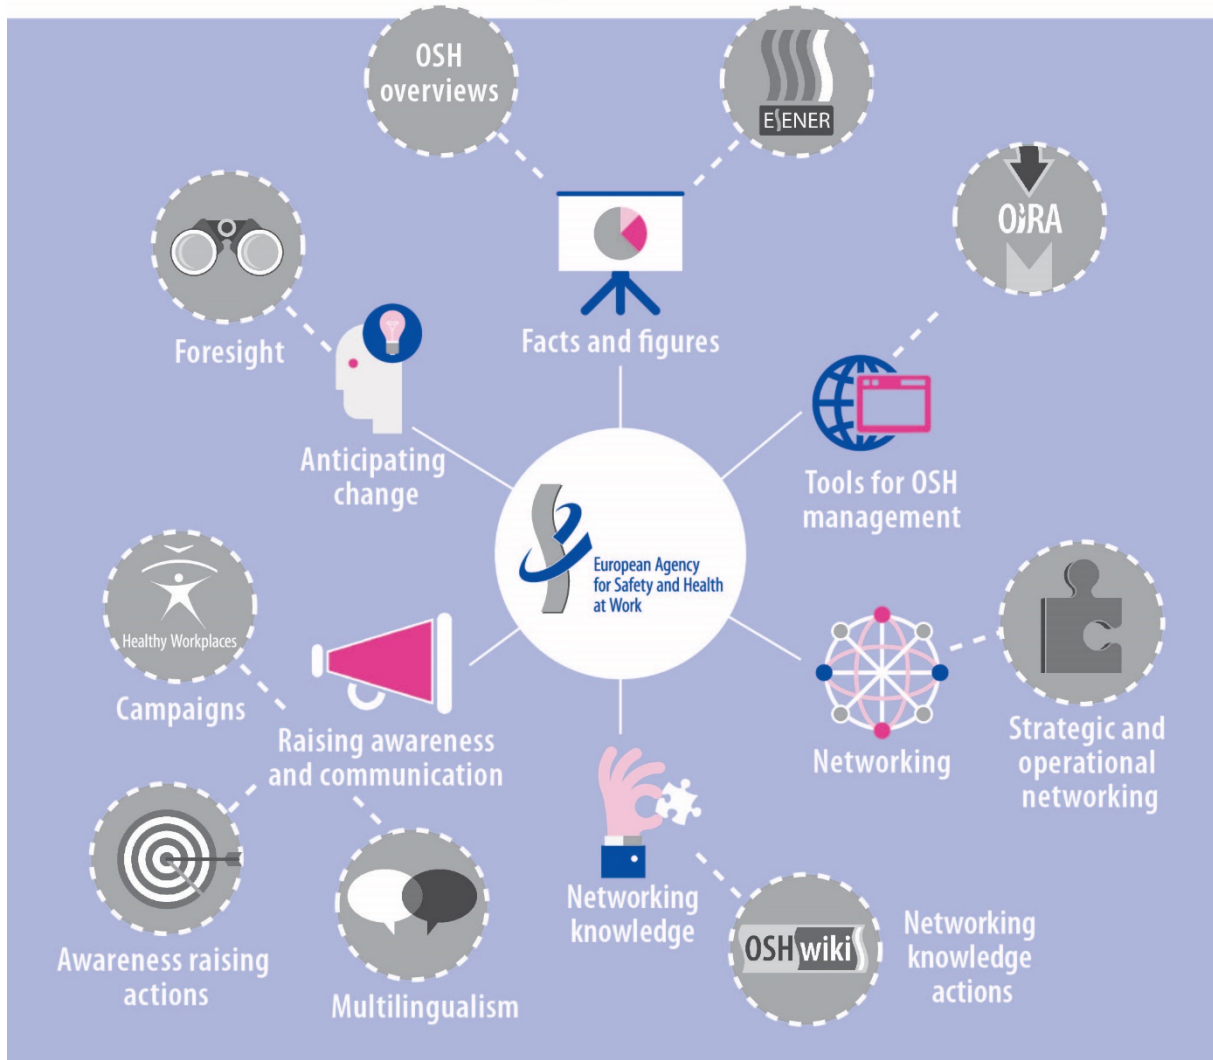 OSH
overviews
ESENER
OiRA
Foresight
Facts and figures
Anticipating
change
Tools for OSH
management
European Agency
for Safety and Health
at Work
Healthy Workplaces
Campaigns
Raising awareness
and communication
Networking
Strategic and
operational
networking
Networking
knowledge
OSHwiki
Networking
knowledge
actions
Awareness raising
actions
Multilingualism